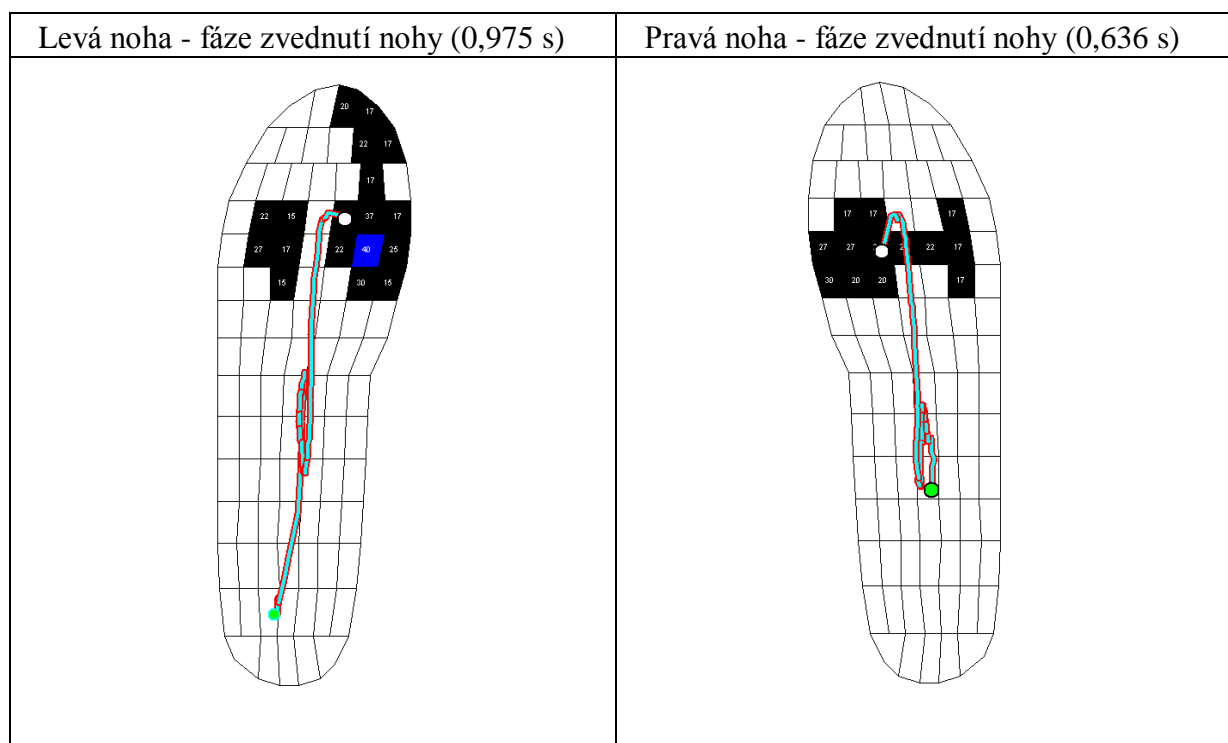 Levá noha - fáze zvednutí nohy (0,975 s)
20 17
22 17
17
22 15 37 17
27 17 22 40 25
15 30 15
Pravá noha - fáze zvednutí nohy (0,636 s)
17 17 17
27 27 22 17
30 20 20 17